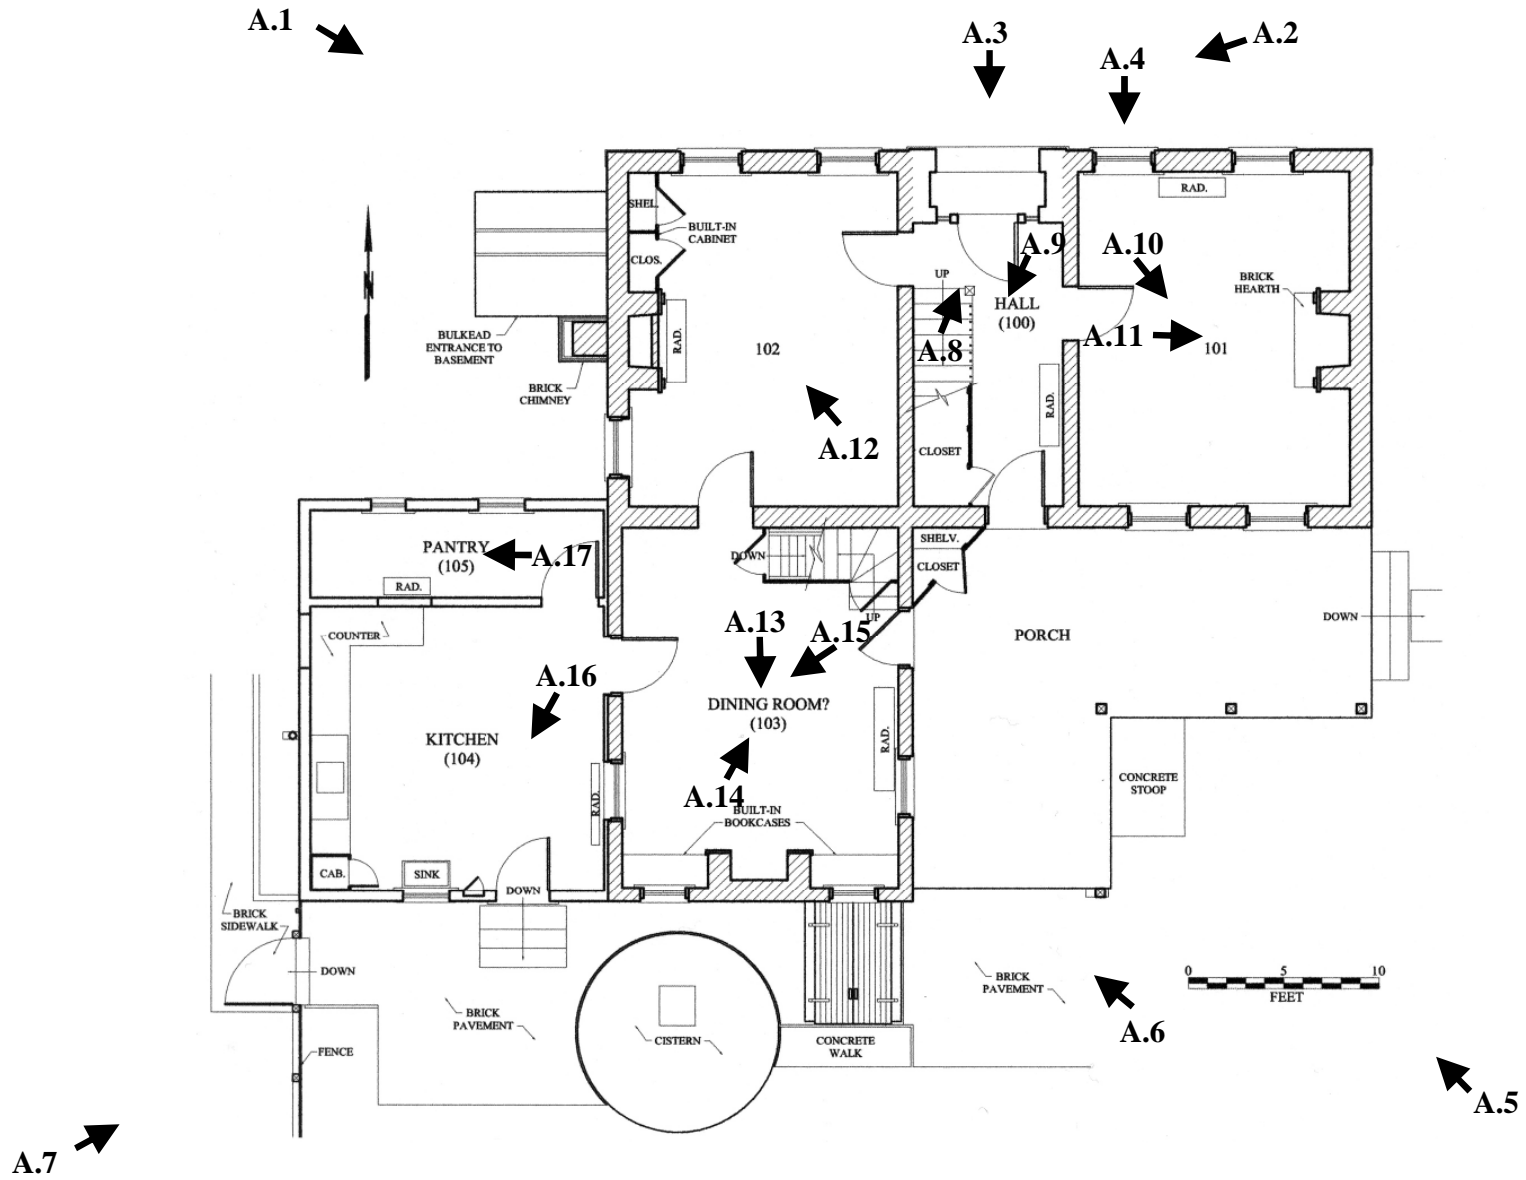 A.1
A.3
A.2
A.4
SHEL.
BUILT-IN
CABINET
CLOS.
RAD.
A.9
A.10
UP
HALL
(100)
BRICK
HEARTH
N
BULKEAD
ENTRANCE TO
BASEMENT
RAD.
102
A.8
A.11
101
BRICK
CHIMNEY
RAD.
A.12
CLOSET
PANTRY
(105)
A.17
RAD.
DOWN
SHELV.
CLOSET
UP
COUNTER
A.13
A.15
PORCH
DOWN
A.16
DINING ROOM?
(103)
KITCHEN
(104)
RAD.
RAD.
A.14
BUILT-IN
BOOKCASES
CONCRETE
STOOP
CAB.
SINK
DOWN
BRICK
SIDEWALK
DOWN
BRICK
PAVEMENT
0 5 10
FEET
BRICK
PAVEMENT
CISTERN
CONCRETE
WALK
A.6
FENCE
A.5
A.7